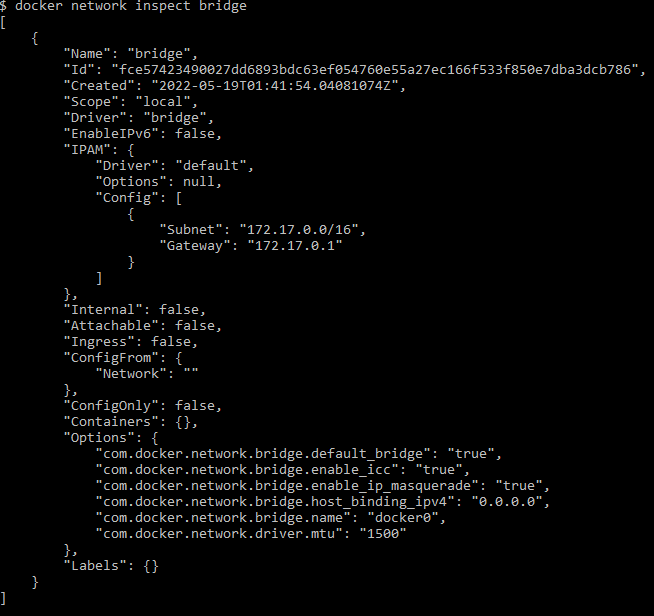 $ docker network inspect bridge
[
    {
        "Name": "bridge",
        "Id": "fce57423490027dd6893bdc63ef054760e55a27ec166f533f850e7dba3dcb786",
        "Created": "2022-05-19T01:41:54.04081074Z",
        "Scope": "local",
        "Driver": "bridge",
        "EnableIPv6": false,
        "IPAM": {
            "Driver": "default",
            "Options": null,
            "Config": [
                {
                    "Subnet": "172.17.0.0/16",
                    "Gateway": "172.17.0.1"
                }
            ]
        },
        "Internal": false,
        "Attachable": false,
        "Ingress": false,
        "ConfigFrom": {
            "Network": ""
        },
        "ConfigOnly": false,
        "Containers": {},
        "Options": {
            "com.docker.network.bridge.default_bridge": "true",
            "com.docker.network.bridge.enable_icc": "true",
            "com.docker.network.bridge.enable_ip_masquerade": "true",
            "com.docker.network.bridge.host_binding_ipv4": "0.0.0.0",
            "com.docker.network.bridge.name": "docker0",
            "com.docker.network.driver.mtu": "1500"
        },
        "Labels": {}
    }
]